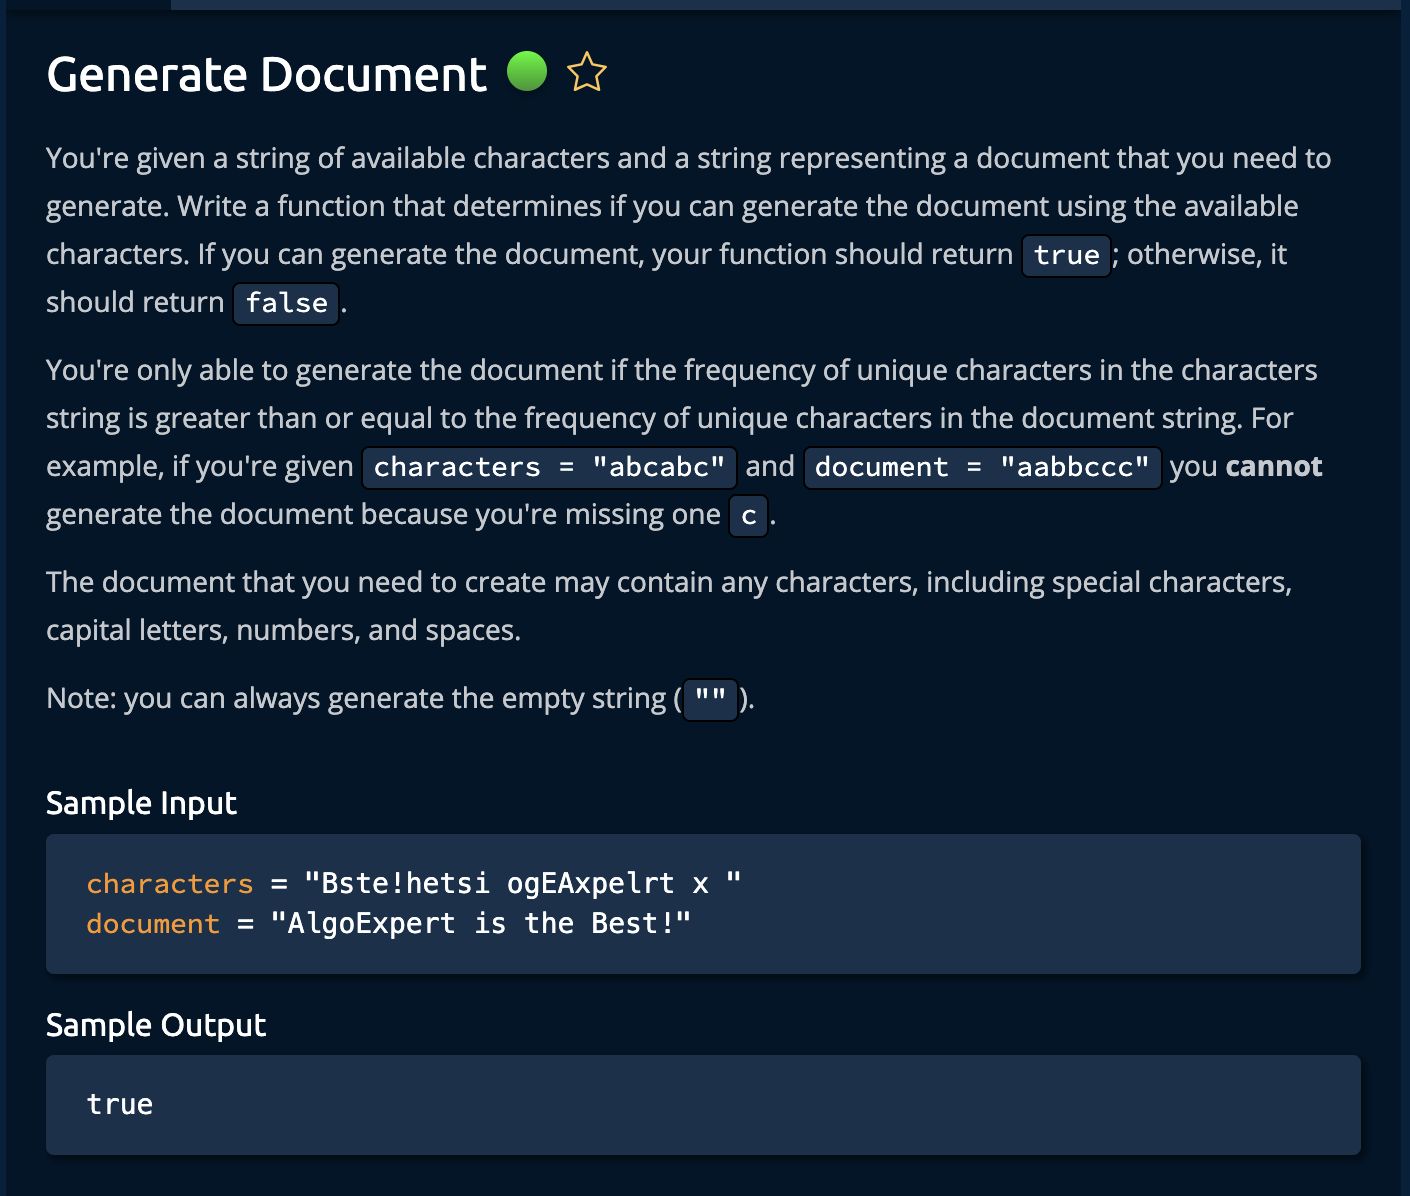 Generate Document
You're given a string of available characters and a string representing a document that you need to
generate. Write a function that determines if you can generate the document using the available
characters. If you can generate the document, your function should return true; otherwise, it
should return false.
You're only able to generate the document if the frequency of unique characters in the characters
string is greater than or equal to the frequency of unique characters in the document string. For
example, if you're given characters = "abcabc" and document = "aabbccc" you cannot
generate the document because you're missing one c.
The document that you need to create may contain any characters, including special characters,
capital letters, numbers, and spaces.
Note: you can always generate the empty string ("").
Sample Input
characters = "Bste!hetsi ogEAxpelrt x "
document = "AlgoExpert is the Best!"
Sample Output
true